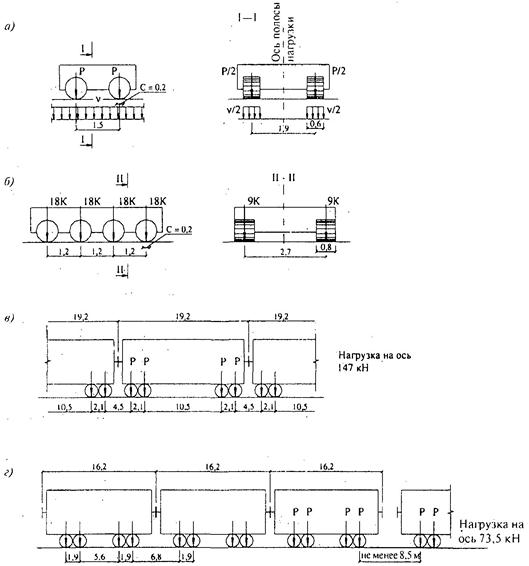 а)
I
I—I
Ось полосы
нагрузки
P P
P/2 P/2
v
C = 0,2
v/2 v/2
1,5
1,9
0,6
I
б)
II
II - II
18K 18K 18K 18K
9K 9K
C = 0,2
1,2 1,2 1,2
2,7
0,8
II
в)
19,2 19,2 19,2
P P P P
Нагрузка на ось
147 кН
10,5 2,1 4,5 2,1 10,5 2,1 4,5 2,1 10,5
г)
16,2 16,2 16,2
P P P P P P
Нагрузка на
ось 73,5 кН
1,9 5,6 1,9 6,8 1,9
не менее 8,5 м